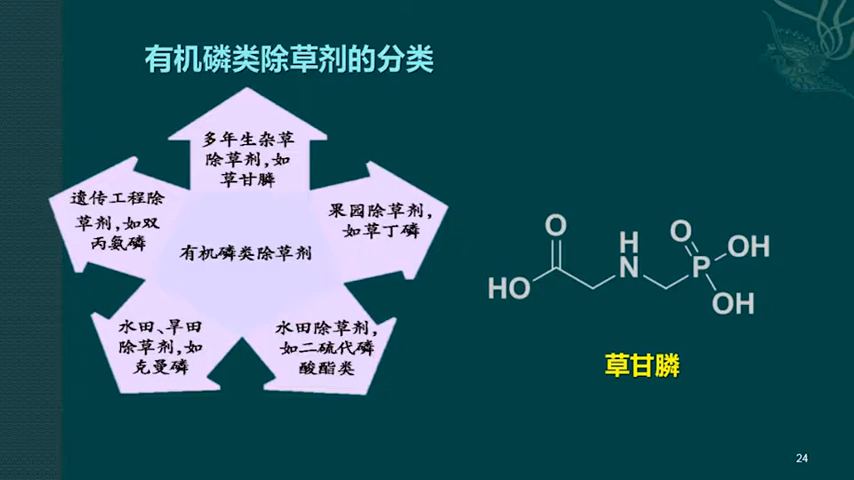 有机磷类除草剂的分类
多年生杂草
除草剂,如
草甘膦
遗传工程除
草剂,如双
丙氨磷
果园除草剂,
如草丁磷
有机磷类除草剂
水田、旱田
除草剂,如
克曼磷
水田除草剂,
如二硫代磷
酸酯类
O
HO
H
N
O
P
OH
OH
草甘膦
24